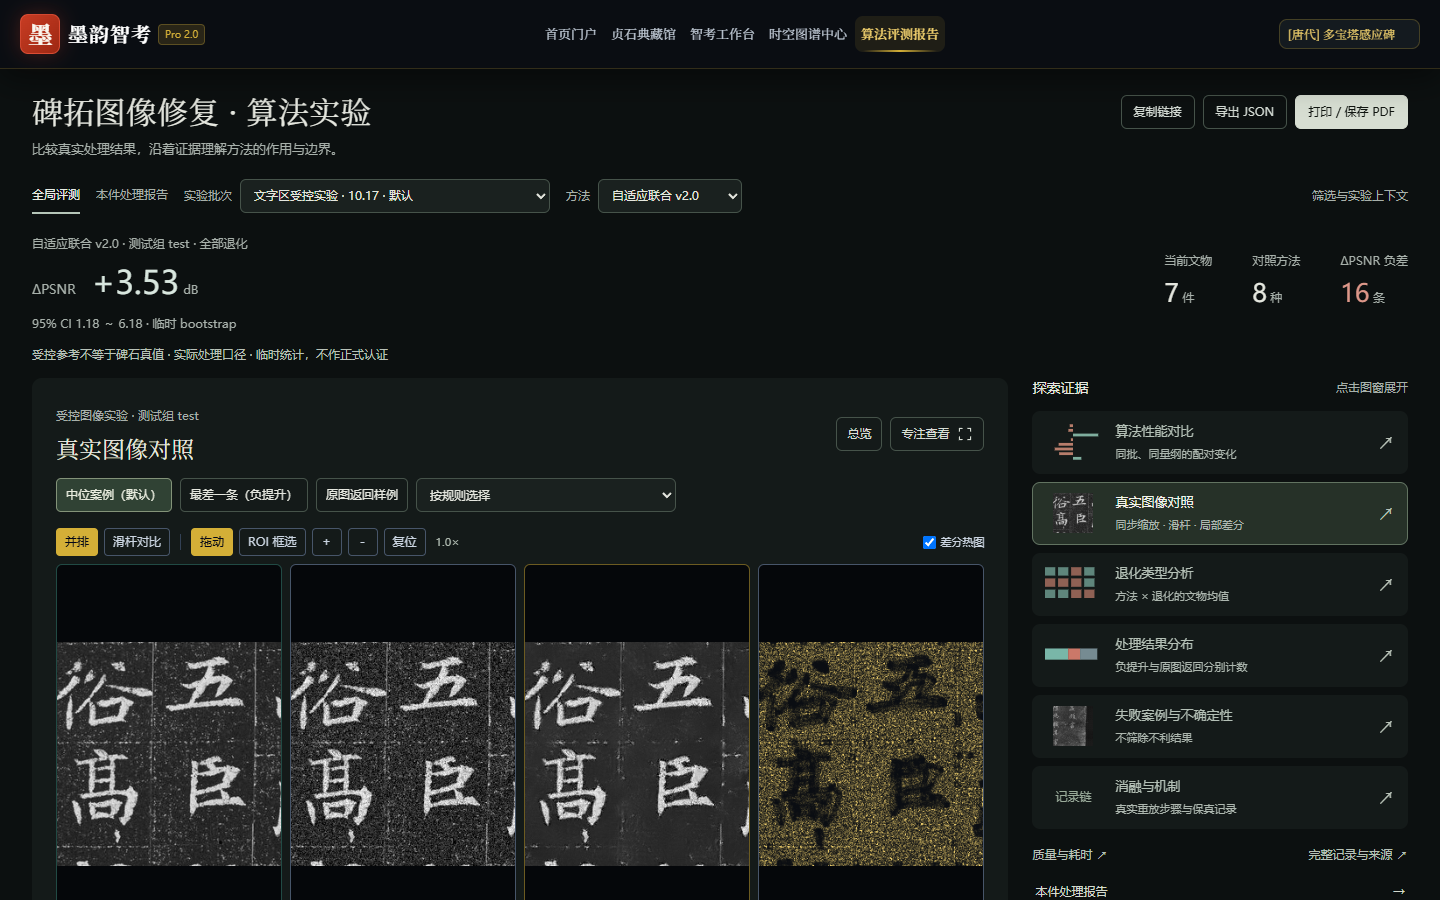 墨 墨韵智考 Pro 2.0
首页门户 贞石典藏馆 智考工作台 时空图谱中心 算法评测报告
[唐代] 多宝塔感应碑
碑拓图像修复 · 算法实验
比较真实处理结果，沿着证据理解方法的作用与边界。
复制链接 导出 JSON 打印 / 保存 PDF
全局评测 本件处理报告 实验批次 文字区受控实验 · 10.17 · 默认 方法 自适应联合 v2.0
筛选与实验上下文
自适应联合 v2.0 · 测试组 test · 全部退化
ΔPSNR +3.53 dB
95% CI 1.18 ～ 6.18 · 临时 bootstrap
当前文物 对照方法 ΔPSNR 负差
7 件 8 种 16 条
受控参考不等于碑石真值 · 实际处理口径 · 临时统计，不作正式认证
受控图像实验 · 测试组 test
真实图像对照
总览 专注查看
中位案例（默认） 最差一条（负提升） 原图返回样例 按规则选择
并排 滑杆对比 拖动 ROI 框选 + - 复位 1.0×
差分热图
俗 五
高 臣
俗 五
高 臣
俗 五
高 臣
俗 五
高 臣
探索证据 点击图窗展开
算法性能对比
同批、同量纲的配对变化
俗 五
高 臣
真实图像对照
同步缩放 · 滑杆 · 局部差分
退化类型分析
方法 × 退化的文物均值
处理结果分布
负提升与原图返回分别计数
失败案例与不确定性
不筛除不利结果
记录链
消融与机制
真实重放步骤与保真记录
质量与耗时 ↗ 完整记录与来源 ↗
本件处理报告 →